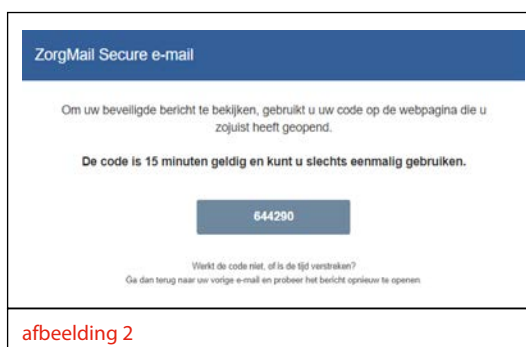 ZorgMail Secure e-mail
Om uw beveiligde bericht te bekijken, gebruikt u uw code op de webpagina die u
zojuist heeft geopend.
De code is 15 minuten geldig en kunt u slechts eenmalig gebruiken.
644290
Werkt de code niet, of is de tijd verstreken?
Ga dan terug naar uw vorige e-mail en probeer het bericht opnieuw te openen
afbeelding 2